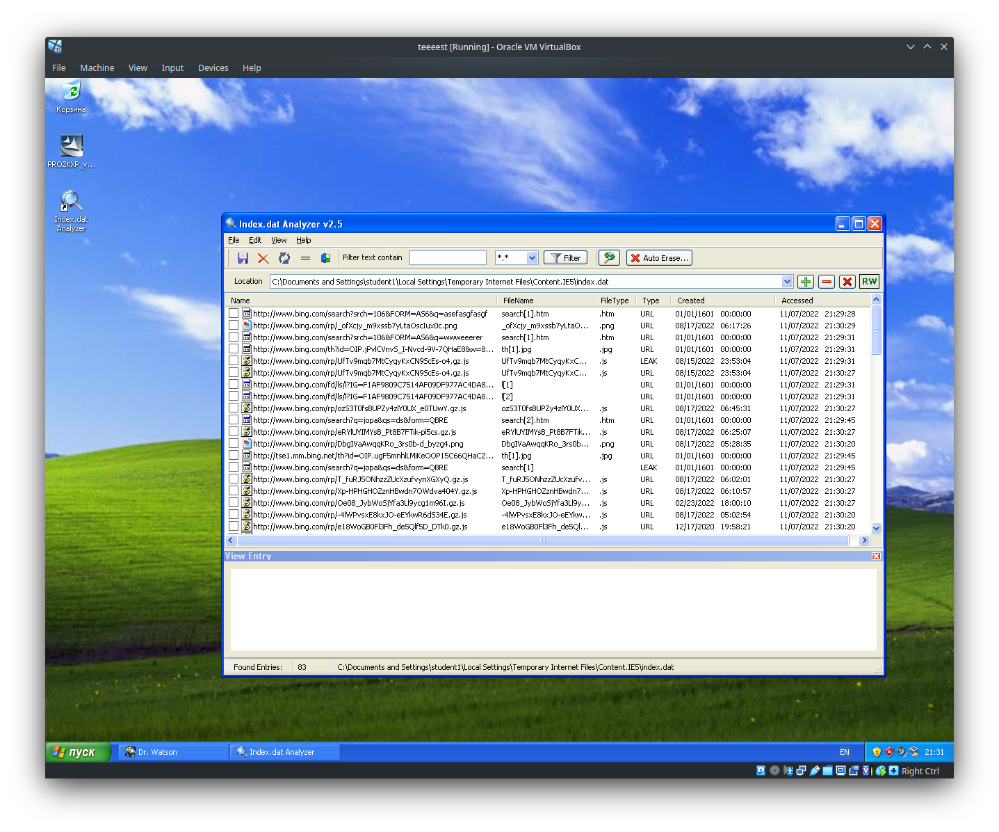 teeeest [Running] - Oracle VM VirtualBox
File Machine View Input Devices Help
Корзина
PRO2KXP_v...
Index.dat
Analyzer
Index.dat Analyzer v2.5
File Edit View Help
Filter text contain *.* Filter Auto Erase...
Location C:\Documents and Settings\student1\Local Settings\Temporary Internet Files\Content.IE5\index.dat RW
Name FileName FileType Type Created Accessed
http://www.bing.com/search?srch=106&FORM=AS6&q=asefasgfasgf search[1].htm .htm URL 01/01/1601 00:00:00 11/07/2022 21:29:28
http://www.bing.com/rp/_ofXcjy_m9xssb7yLtaOscIux0c.png _ofXcjy_m9xssb7yLtaO... .png URL 08/17/2022 06:17:26 11/07/2022 21:30:29
http://www.bing.com/search?srch=106&FORM=AS6&q=wwweeerer search[1].htm .htm URL 01/01/1601 00:00:00 11/07/2022 21:29:31
http://www.bing.com/th?id=OIP.jPvlCVnvS_I-Nvcd-9V-7QHaE8&w=8... th[1].jpg .jpg URL 01/01/1601 00:00:00 11/07/2022 21:29:31
http://www.bing.com/rp/UfTv9mqb7MtCyqyKxCN95cEs-o4.gz.js UfTv9mqb7MtCyqyKxC... .js LEAK 08/15/2022 23:53:04 11/07/2022 21:29:31
http://www.bing.com/rp/UfTv9mqb7MtCyqyKxCN95cEs-o4.gz.js UfTv9mqb7MtCyqyKxC... .js URL 08/15/2022 23:53:04 11/07/2022 21:30:27
http://www.bing.com/fd/ls/l?IG=F1AF9809C7514AF09DF977AC4DA8... l[1] URL 01/01/1601 00:00:00 11/07/2022 21:29:31
http://www.bing.com/fd/ls/l?IG=F1AF9809C7514AF09DF977AC4DA8... l[2] URL 01/01/1601 00:00:00 11/07/2022 21:29:31
http://www.bing.com/rp/ozS3T0fsBUPZy4zlY0UX_e0TUwY.gz.js ozS3T0fsBUPZy4zlY0UX... .js URL 08/17/2022 06:45:31 11/07/2022 21:30:27
http://www.bing.com/search?q=jopa&qs=ds&form=QBRE search[2].htm .htm URL 01/01/1601 00:00:00 11/07/2022 21:29:45
http://www.bing.com/rp/eRYlUYIMYsB_Pt8B7FTik-pl5cs.gz.js eRYlUYIMYsB_Pt8B7FTik... .js URL 08/17/2022 06:25:07 11/07/2022 21:30:27
http://www.bing.com/rp/DbgIVaAwqqKRo_3rs0b-d_byzg4.png DbgIVaAwqqKRo_3rs0b... .png URL 08/17/2022 05:28:35 11/07/2022 21:30:20
http://tse1.mm.bing.net/th?id=OIP.ugF5mnhlLMiKeOOP15C66QHaC2... th[1].jpg .jpg URL 01/01/1601 00:00:00 11/07/2022 21:29:45
http://www.bing.com/search?q=jopa&qs=ds&form=QBRE search[1] LEAK 01/01/1601 00:00:00 11/07/2022 21:29:45
http://www.bing.com/rp/T_fuRJ5ONhzzZUcXzufvynXGXyQ.gz.js T_fuRJ5ONhzzZUcXzufv... .js URL 08/17/2022 06:02:01 11/07/2022 21:30:27
http://www.bing.com/rp/Xp-HPHGHOZznHBwdn7OWdva404Y.gz.js Xp-HPHGHOZznHBwdn7... .js URL 08/17/2022 06:10:57 11/07/2022 21:30:27
http://www.bing.com/rp/Oe08_JybWo5jYfa3Ll9ycg1m96I.gz.js Oe08_JybWo5jYfa3Ll9y... .js URL 02/23/2022 18:00:10 11/07/2022 21:30:27
http://www.bing.com/rp/-4lWPvsxE8kxJO-eEYkwR6d534E.gz.js -4lWPvsxE8kxJO-eEYkw... .js URL 08/17/2022 05:02:54 11/07/2022 21:30:20
http://www.bing.com/rp/e18WoGB0Fl3Fh_de5Qlf5D_DTk0.gz.js e18WoGB0Fl3Fh_de5Ql... .js URL 12/17/2020 19:58:21 11/07/2022 21:30:20
View Entry
Found Entries: 83 C:\Documents and Settings\student1\Local Settings\Temporary Internet Files\Content.IE5\index.dat
пуск Dr. Watson Index.dat Analyzer EN 21:31
Right Ctrl